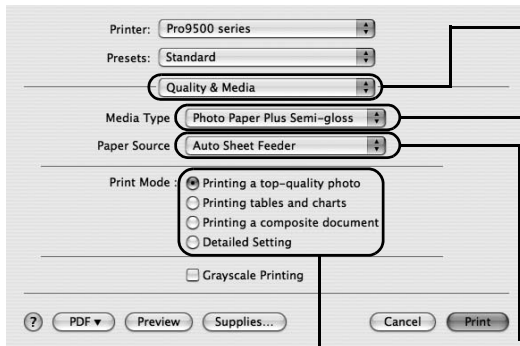 Printer: Pro9500 series
Presets: Standard
Quality & Media
Media Type Photo Paper Plus Semi-gloss
Paper Source Auto Sheet Feeder
Print Mode : Printing a top-quality photo
Printing tables and charts
Printing a composite document
Detailed Setting
Grayscale Printing
? PDF ▼ Preview Supplies... Cancel Print